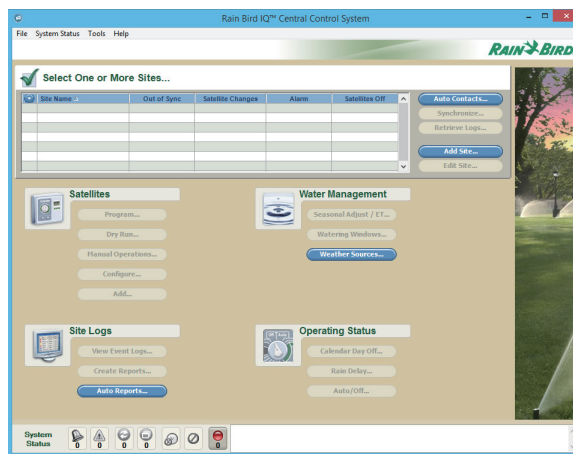 Rain Bird IQ™ Central Control System
File System Status Tools Help
RAIN BIRD
Select One or More Sites...
Site Name Out of Sync Satellite Changes Alarm Satellites Off
Auto Contacts...
Synchronize...
Retrieve Logs...
Add Site...
Edit Site...
Satellites
Program...
Dry Run...
Manual Operations...
Configure...
Add...
Water Management
Seasonal Adjust / ET...
Watering Windows...
Weather Sources...
Site Logs
View Event Logs...
Create Reports...
Auto Reports...
Operating Status
Calendar Day Off...
Rain Delay...
Auto/Off...
System
Status
0 0 0 0 0